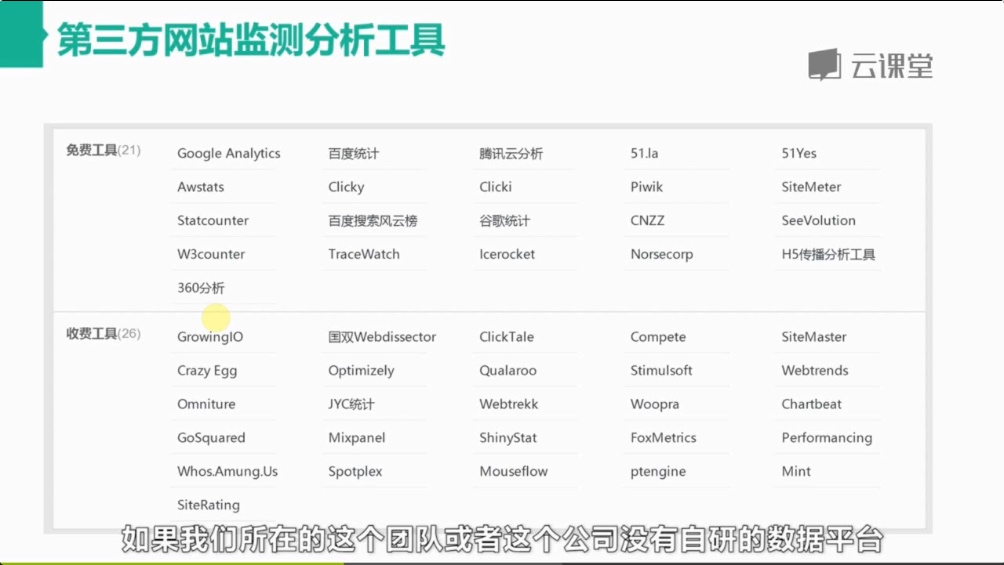 第三方网站监测分析工具
云课堂
免费工具(21)
Google Analytics 百度统计 腾讯云分析 51.la 51Yes
Awstats Clicky Clicki Piwik SiteMeter
Statcounter 百度搜索风云榜 谷歌统计 CNZZ SeeVolution
W3counter TraceWatch Icerocket Norsecorp H5传播分析工具
360分析
收费工具(26)
GrowingIO 国双Webdissector ClickTale Compete SiteMaster
Crazy Egg Optimizely Qualaroo Stimulsoft Webtrends
Omniture JYC统计 Webtrekk Woopra Chartbeat
GoSquared Mixpanel ShinyStat FoxMetrics Performancing
Whos.Amung.Us Spotplex Mouseflow ptengine Mint
SiteRating
如果我们所在的这个团队或者这个公司没有自研的数据平台